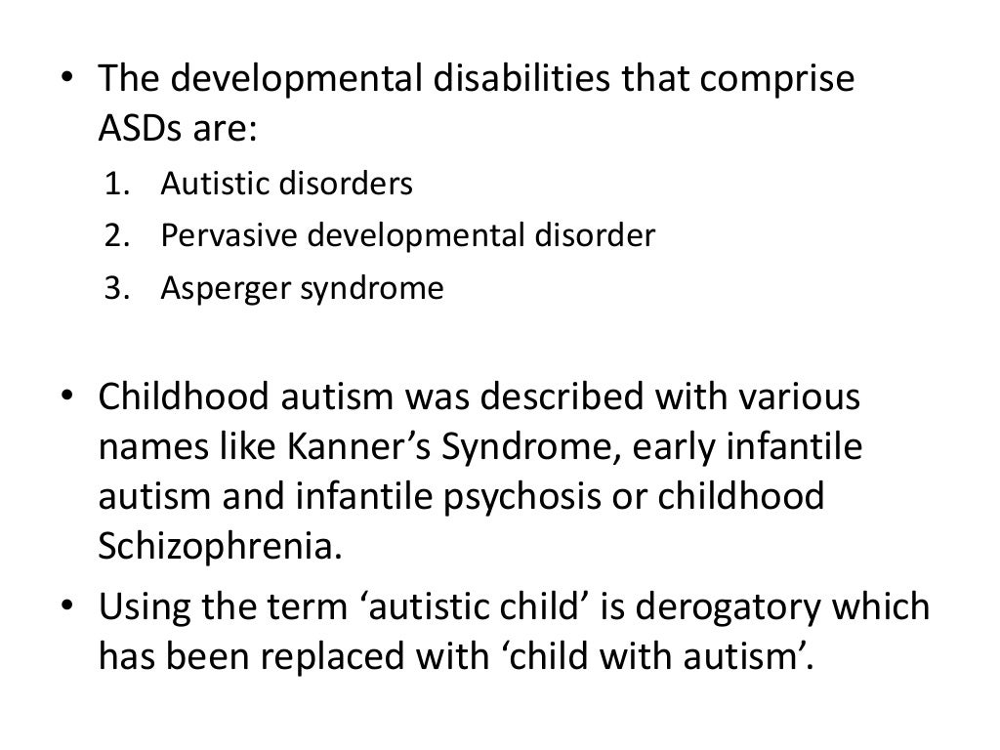 • The developmental disabilities that comprise
ASDs are:
1. Autistic disorders
2. Pervasive developmental disorder
3. Asperger syndrome
• Childhood autism was described with various
names like Kanner’s Syndrome, early infantile
autism and infantile psychosis or childhood
Schizophrenia.
• Using the term ‘autistic child’ is derogatory which
has been replaced with ‘child with autism’.